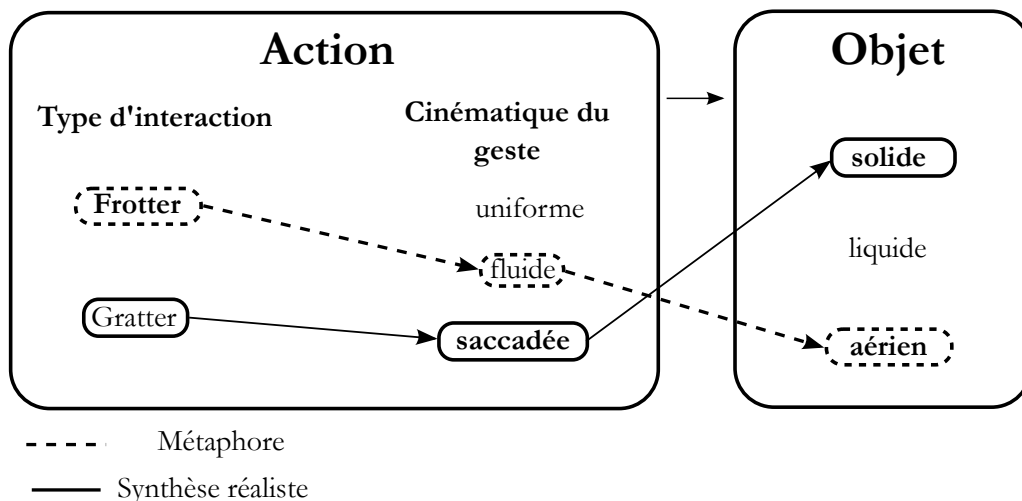 Action
Type d'interaction
Cinématique du
geste
Frotter
uniforme
fluide
Gratter
saccadée
Objet
solide
liquide
aérien
Métaphore
Synthèse réaliste